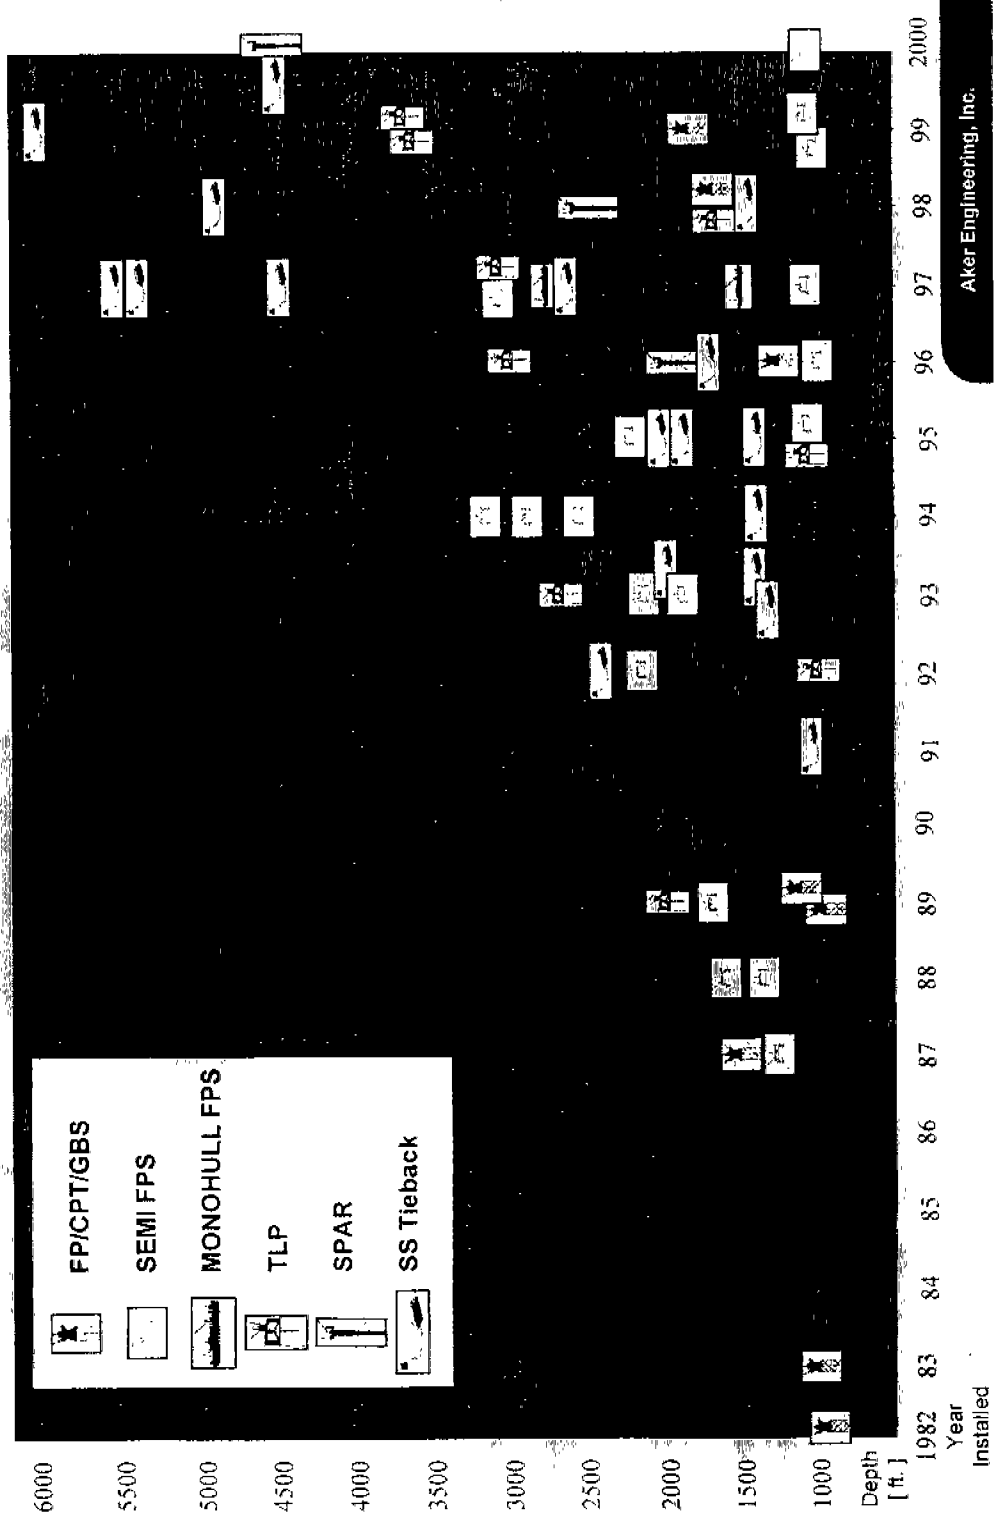 FP/CPT/GBS
SEMI FPS
MONOHULL FPS
TLP
SPAR
SS Tieback
6000
5500
5000
4500
4000
3500
3000
2500
2000
1500
1000
Depth
[ ft. ]
1982
83
84
85
86
87
88
89
90
91
92
93
94
95
96
97
98
99
2000
Year
Installed
Aker Engineering, Inc.